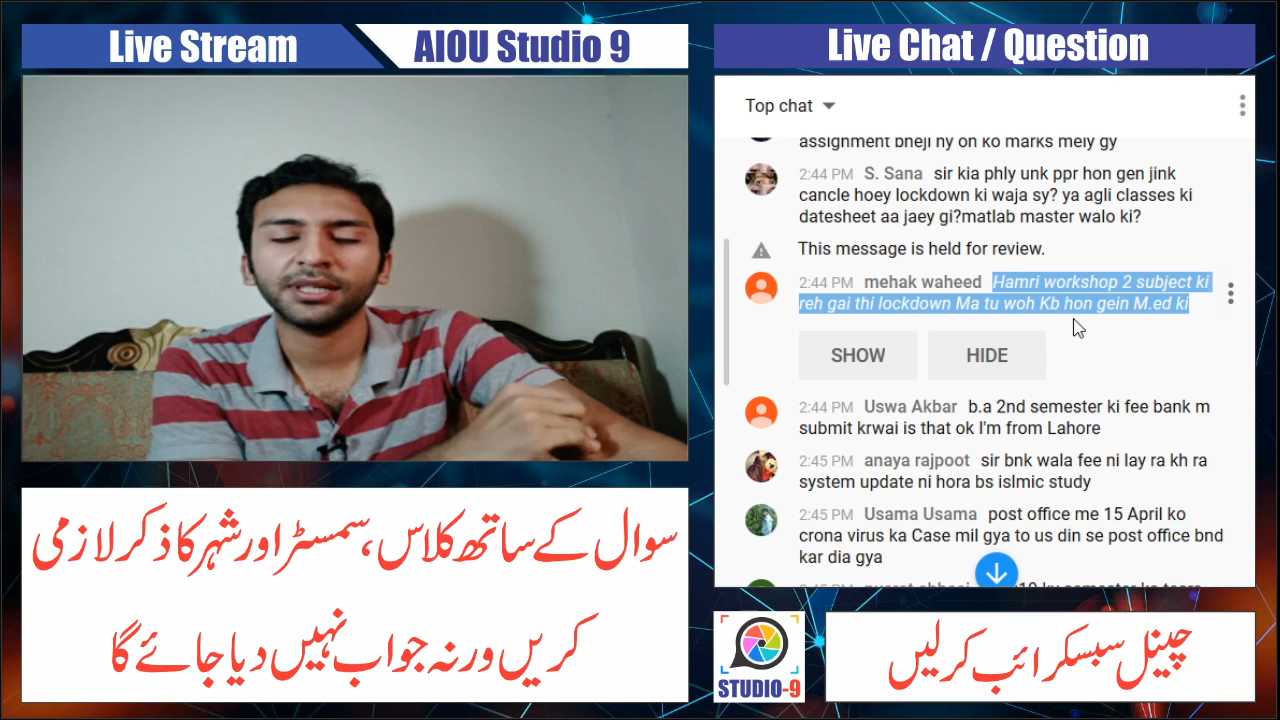 Live Stream
AIOU Studio 9
سوال کے ساتھ کلاس، سمسٹر اور شہر کا ذکر لازمی
کریں ورنہ جواب نہیں دیا جائے گا
Live Chat / Question
Top chat
assignment bheji hy on ko marks mely gy
2:44 PM S. Sana sir kia phly unk ppr hon gen jink
cancle hoey lockdown ki waja sy? ya agli classes ki
datesheet aa jaey gi?matlab master walo ki?
This message is held for review.
2:44 PM mehak waheed Hamri workshop 2 subject ki
reh gai thi lockdown Ma tu woh Kb hon gein M.ed ki
SHOW HIDE
2:44 PM Uswa Akbar b.a 2nd semester ki fee bank m
submit krwai is that ok I'm from Lahore
2:45 PM anaya rajpoot sir bnk wala fee ni lay ra kh ra
system update ni hora bs islmic study
2:45 PM Usama Usama post office me 15 April ko
crona virus ka Case mil gya to us din se post office bnd
kar dia gya
STUDIO-9
چینل سبسکرائب کر لیں